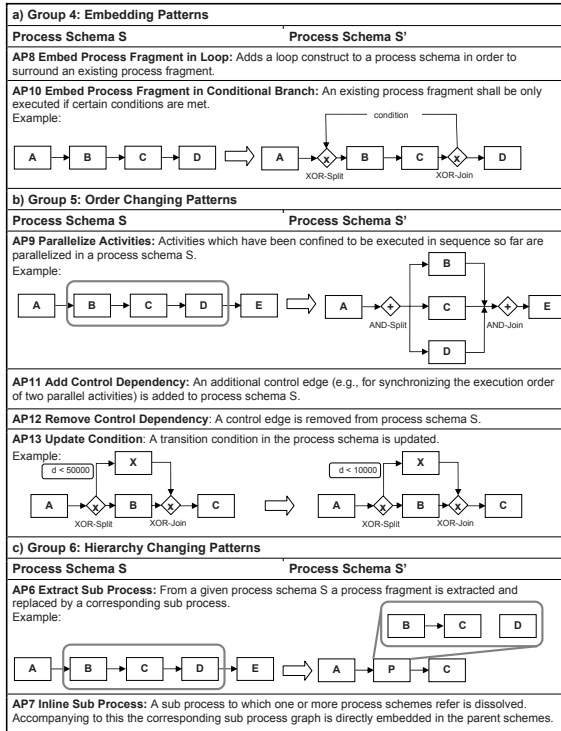 a) Group 4: Embedding Patterns
Process Schema S Process Schema S'
AP8 Embed Process Fragment in Loop: Adds a loop construct to a process schema in order to
surround an existing process fragment.
AP10 Embed Process Fragment in Conditional Branch: An existing process fragment shall be only
executed if certain conditions are met.
Example:
condition
A B C D A x B C x D
XOR-Split XOR-Join
b) Group 5: Order Changing Patterns
Process Schema S Process Schema S'
AP9 Parallelize Activities: Activities which have been confined to be executed in sequence so far are
parallelized in a process schema S.
Example:
B
A B C D E A + C + E
AND-Split AND-Join
D
AP11 Add Control Dependency: An additional control edge (e.g., for synchronizing the execution order
of two parallel activities) is added to process schema S.
AP12 Remove Control Dependency: A control edge is removed from process schema S.
AP13 Update Condition: A transition condition in the process schema is updated.
Example:
d < 50000 X d < 10000 X
A x B x C A x B x C
XOR-Split XOR-Join XOR-Split XOR-Join
c) Group 6: Hierarchy Changing Patterns
Process Schema S Process Schema S'
AP6 Extract Sub Process: From a given process schema S a process fragment is extracted and
replaced by a corresponding sub process.
Example:
B C D
A B C D E A P C
AP7 Inline Sub Process: A sub process to which one or more process schemes refer is dissolved.
Accompanying to this the corresponding sub process graph is directly embedded in the parent schemes.